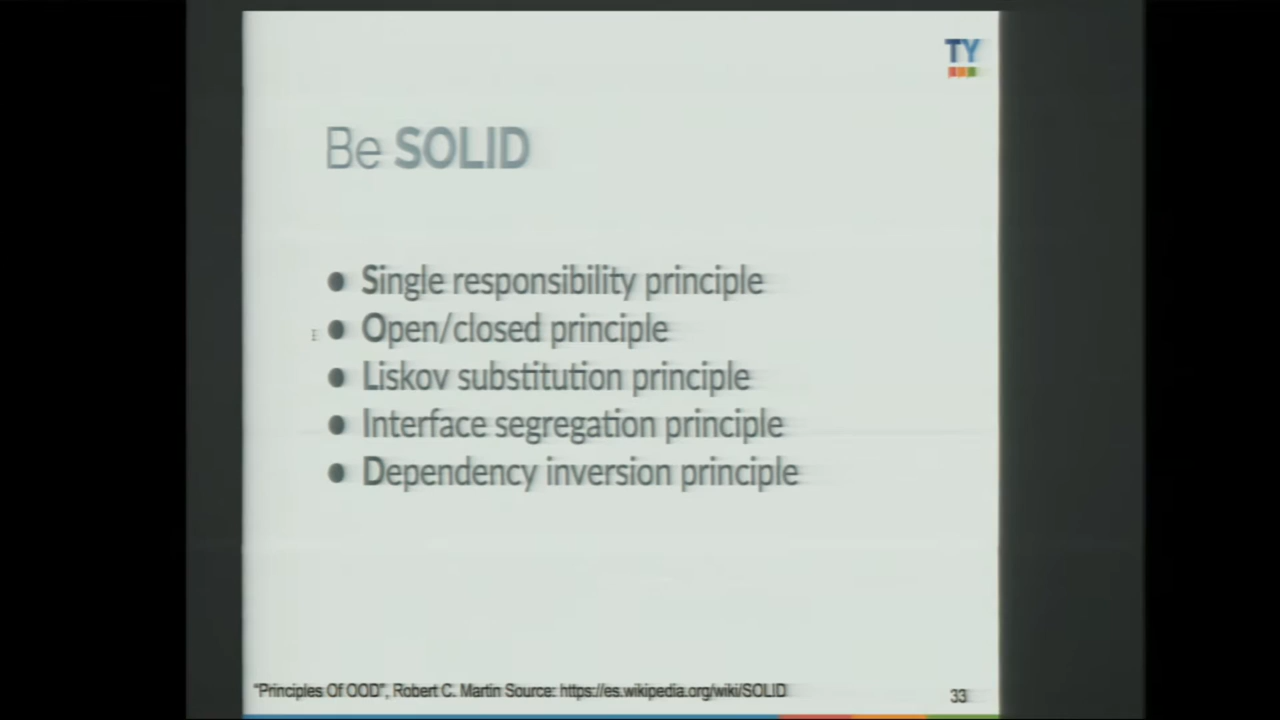 TY
Be SOLID
● Single responsibility principle
● Open/closed principle
● Liskov substitution principle
● Interface segregation principle
● Dependency inversion principle
"Principles Of OOD", Robert C. Martin Source: https://es.wikipedia.org/wiki/SOLID
33